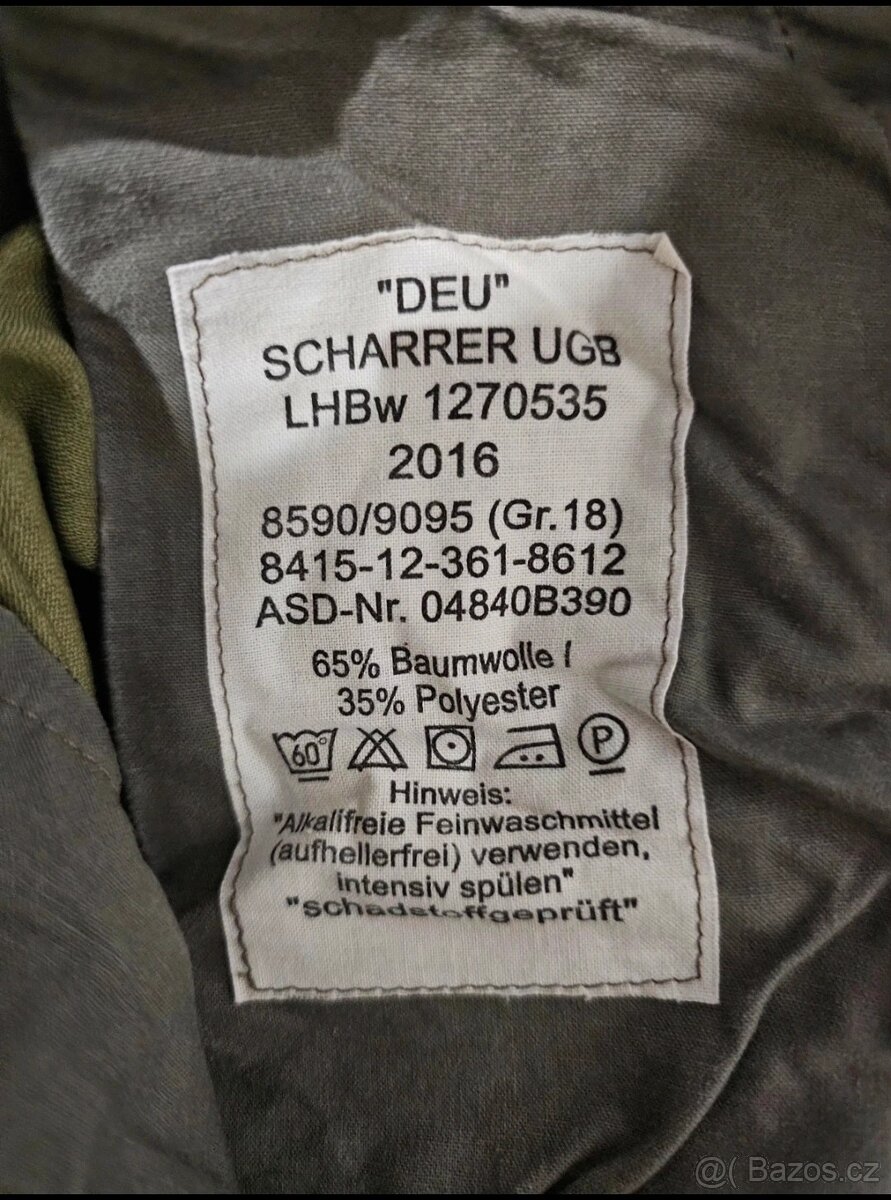 "DEU"
SCHARRER UGB
LHBw 1270535
2016
8590/9095 (Gr.18)
8415-12-361-8612
ASD-Nr. 04840B390
65% Baumwolle /
35% Polyester
60° P
Hinweis:
"Alkalifreie Feinwaschmittel
(aufhellerfrei) verwenden,
intensiv spülen"
"schadstoffgeprüft"
@( Bazos.cz